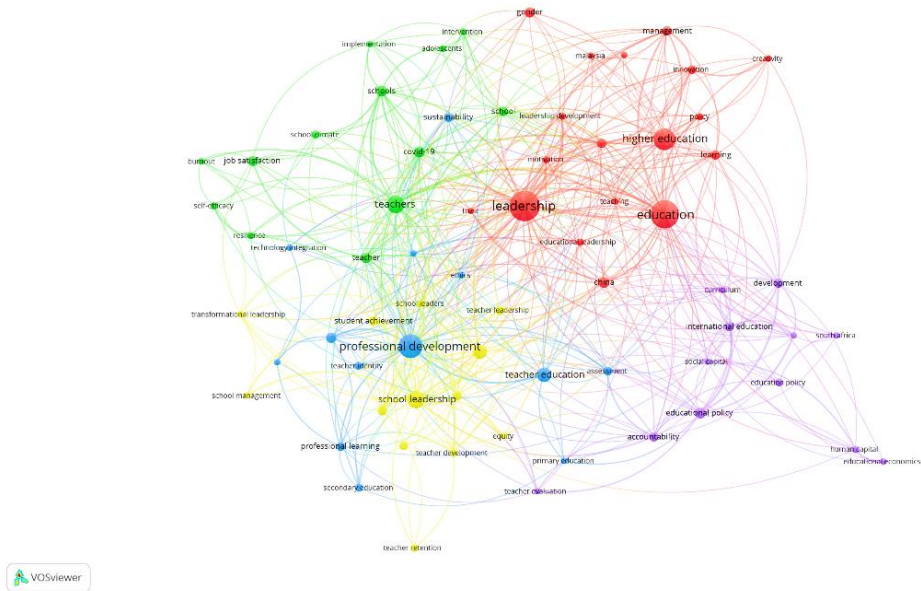 gender
intervention
management
implementation
adolescents
malaysia
creativity
innovation
schools
school
leadership development
policy
sustainability
school climate
higher education
covid-19
learning
burnout
job satisfaction
motivation
teachers
leadership
teaching
education
self-efficacy
resilience
educational leadership
technology integration
teacher
ethics
china
development
curriculum
school leaders
teacher leadership
transformational leadership
student achievement
international education
south africa
professional development
social capital
teacher identity
teacher education
assessment
education policy
school management
school leadership
educational policy
equity
accountability
professional learning
teacher development
human capital
primary education
educational economics
secondary education
teacher evaluation
teacher retention
VOSviewer